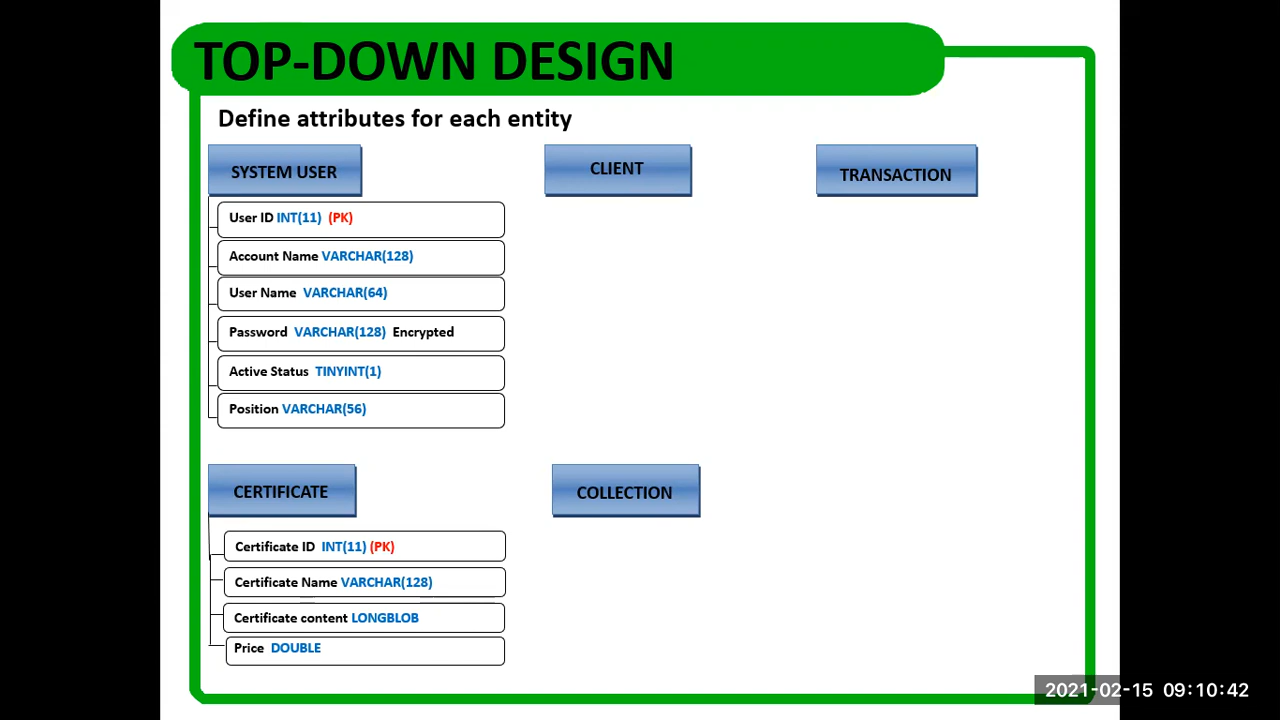 TOP-DOWN DESIGN
Define attributes for each entity
SYSTEM USER
User ID INT(11) (PK)
Account Name VARCHAR(128)
User Name VARCHAR(64)
Password VARCHAR(128) Encrypted
Active Status TINYINT(1)
Position VARCHAR(56)
CLIENT
TRANSACTION
CERTIFICATE
Certificate ID INT(11) (PK)
Certificate Name VARCHAR(128)
Certificate content LONGBLOB
Price DOUBLE
COLLECTION
2021-02-15 09:10:42